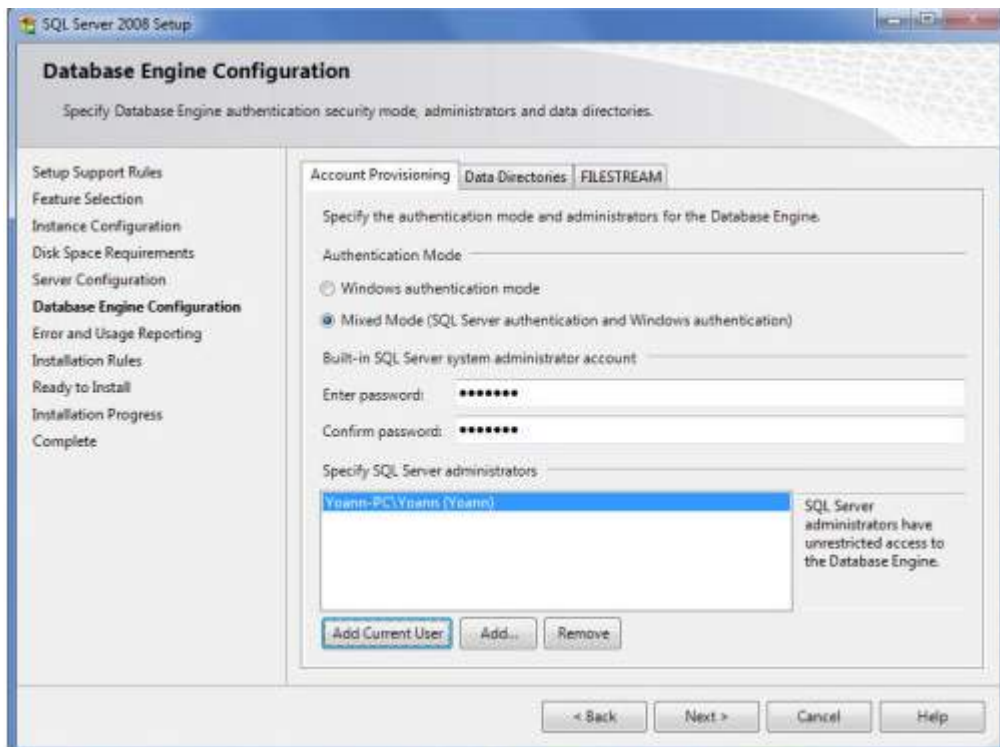 SQL Server 2008 Setup
Database Engine Configuration
Specify Database Engine authentication security mode, administrators and data directories.
Setup Support Rules
Feature Selection
Instance Configuration
Disk Space Requirements
Server Configuration
Database Engine Configuration
Error and Usage Reporting
Installation Rules
Ready to Install
Installation Progress
Complete
Account Provisioning Data Directories FILESTREAM
Specify the authentication mode and administrators for the Database Engine.
Authentication Mode
Windows authentication mode
Mixed Mode (SQL Server authentication and Windows authentication)
Built-in SQL Server system administrator account
Enter password: •••••••
Confirm password: •••••••
Specify SQL Server administrators
Yoann-PC\Yoann (Yoann)
SQL Server
administrators have
unrestricted access to
the Database Engine.
Add Current User Add... Remove
< Back Next > Cancel Help